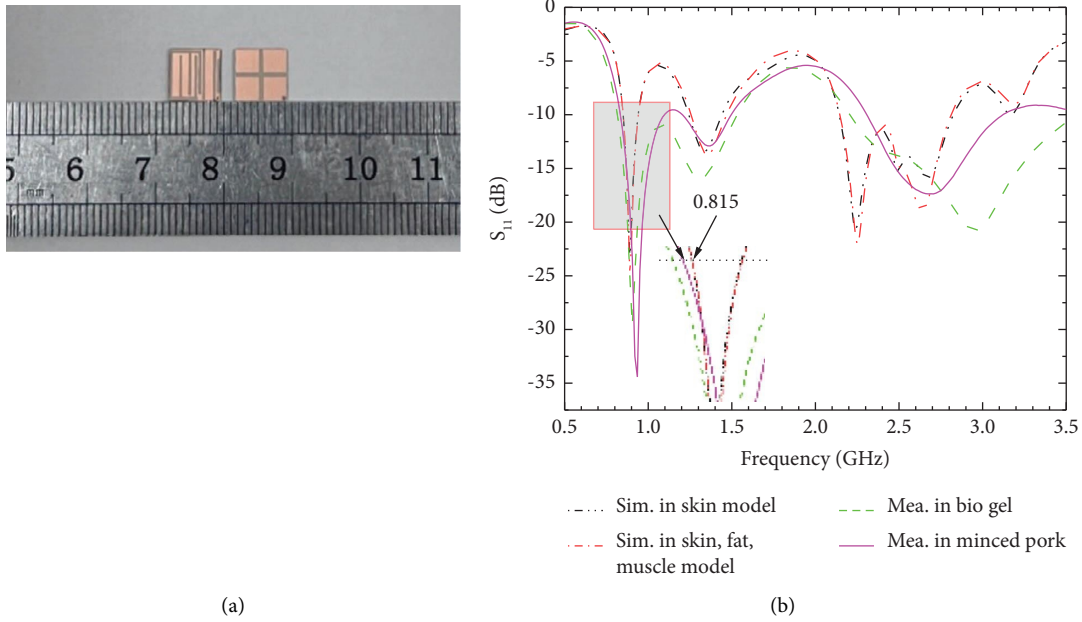 5 6 7 8 9 10 11
mm
0
-5
-10
-15
-20
-25
-30
-35
S11 (dB)
0.815
0.5 1.0 1.5 2.0 2.5 3.0 3.5
Frequency (GHz)
Sim. in skin model
Sim. in skin, fat,
muscle model
Mea. in bio gel
Mea. in minced pork
(a)
(b)